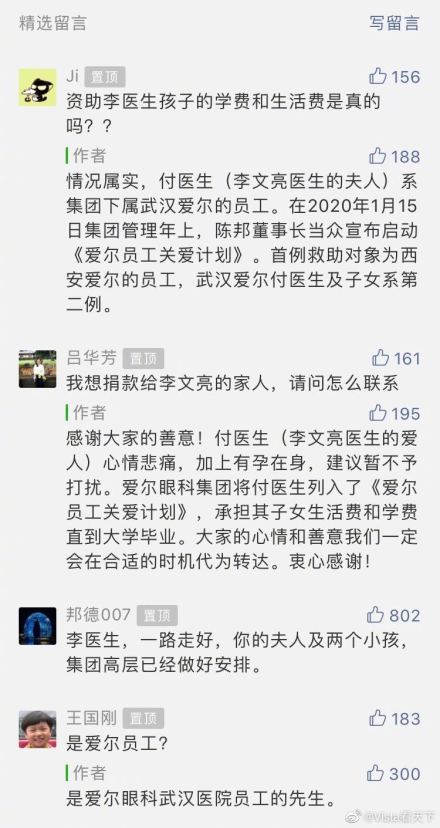 精选留言
写留言
Ji 置顶
156
资助李医生孩子的学费和生活费是真的
吗？？
作者
188
情况属实，付医生（李文亮医生的夫人）系
集团下属武汉爱尔的员工。在2020年1月15
日集团管理年上，陈邦董事长当众宣布启动
《爱尔员工关爱计划》。首例救助对象为西
安爱尔的员工，武汉爱尔付医生及子女系第
二例。
吕华芳 置顶
161
我想捐款给李文亮的家人，请问怎么联系
作者
195
感谢大家的善意！付医生（李文亮医生的爱
人）心情悲痛，加上有孕在身，建议暂不予
打扰。爱尔眼科集团将付医生列入了《爱尔
员工关爱计划》，承担其子女生活费和学费
直到大学毕业。大家的心情和善意我们一定
会在合适的时机代为转达。衷心感谢！
邦德007 置顶
802
李医生，一路走好，你的夫人及两个小孩，
集团高层已经做好安排。
王国刚 置顶
183
是爱尔员工？
作者
300
是爱尔眼科武汉医院员工的先生。
@Vista看天下